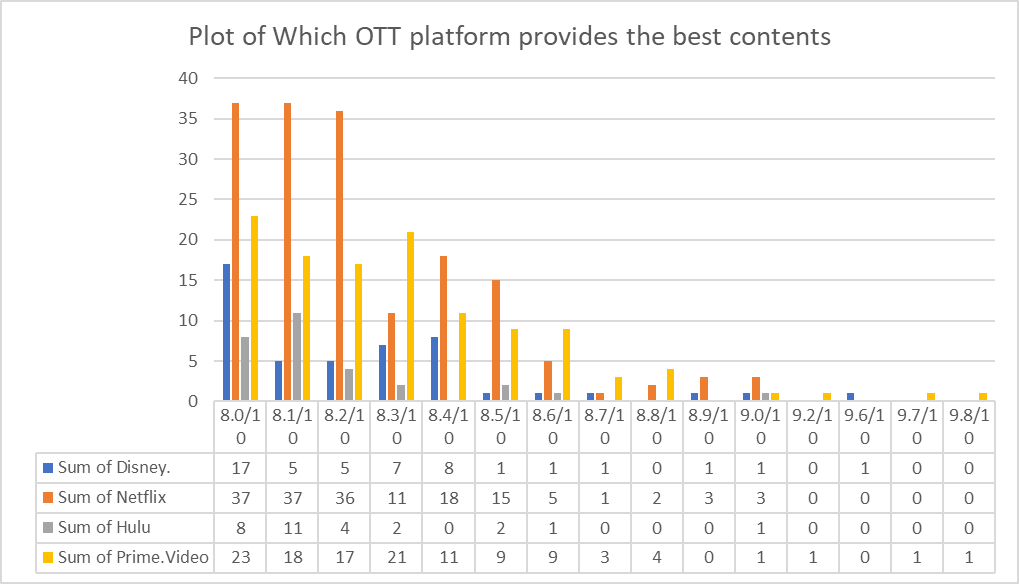 Plot of Which OTT platform provides the best contents
40
35
30
25
20
15
10
5
0
8.0/1 8.1/1 8.2/1 8.3/1 8.4/1 8.5/1 8.6/1 8.7/1 8.8/1 8.9/1 9.0/1 9.2/1 9.6/1 9.7/1 9.8/1
0 0 0 0 0 0 0 0 0 0 0 0 0 0 0
Sum of Disney. 17 5 5 7 8 1 1 1 0 1 1 0 1 0 0
Sum of Netflix 37 37 36 11 18 15 5 1 2 3 3 0 0 0 0
Sum of Hulu 8 11 4 2 0 2 1 0 0 0 1 0 0 0 0
Sum of Prime.Video 23 18 17 21 11 9 9 3 4 0 1 1 0 1 1